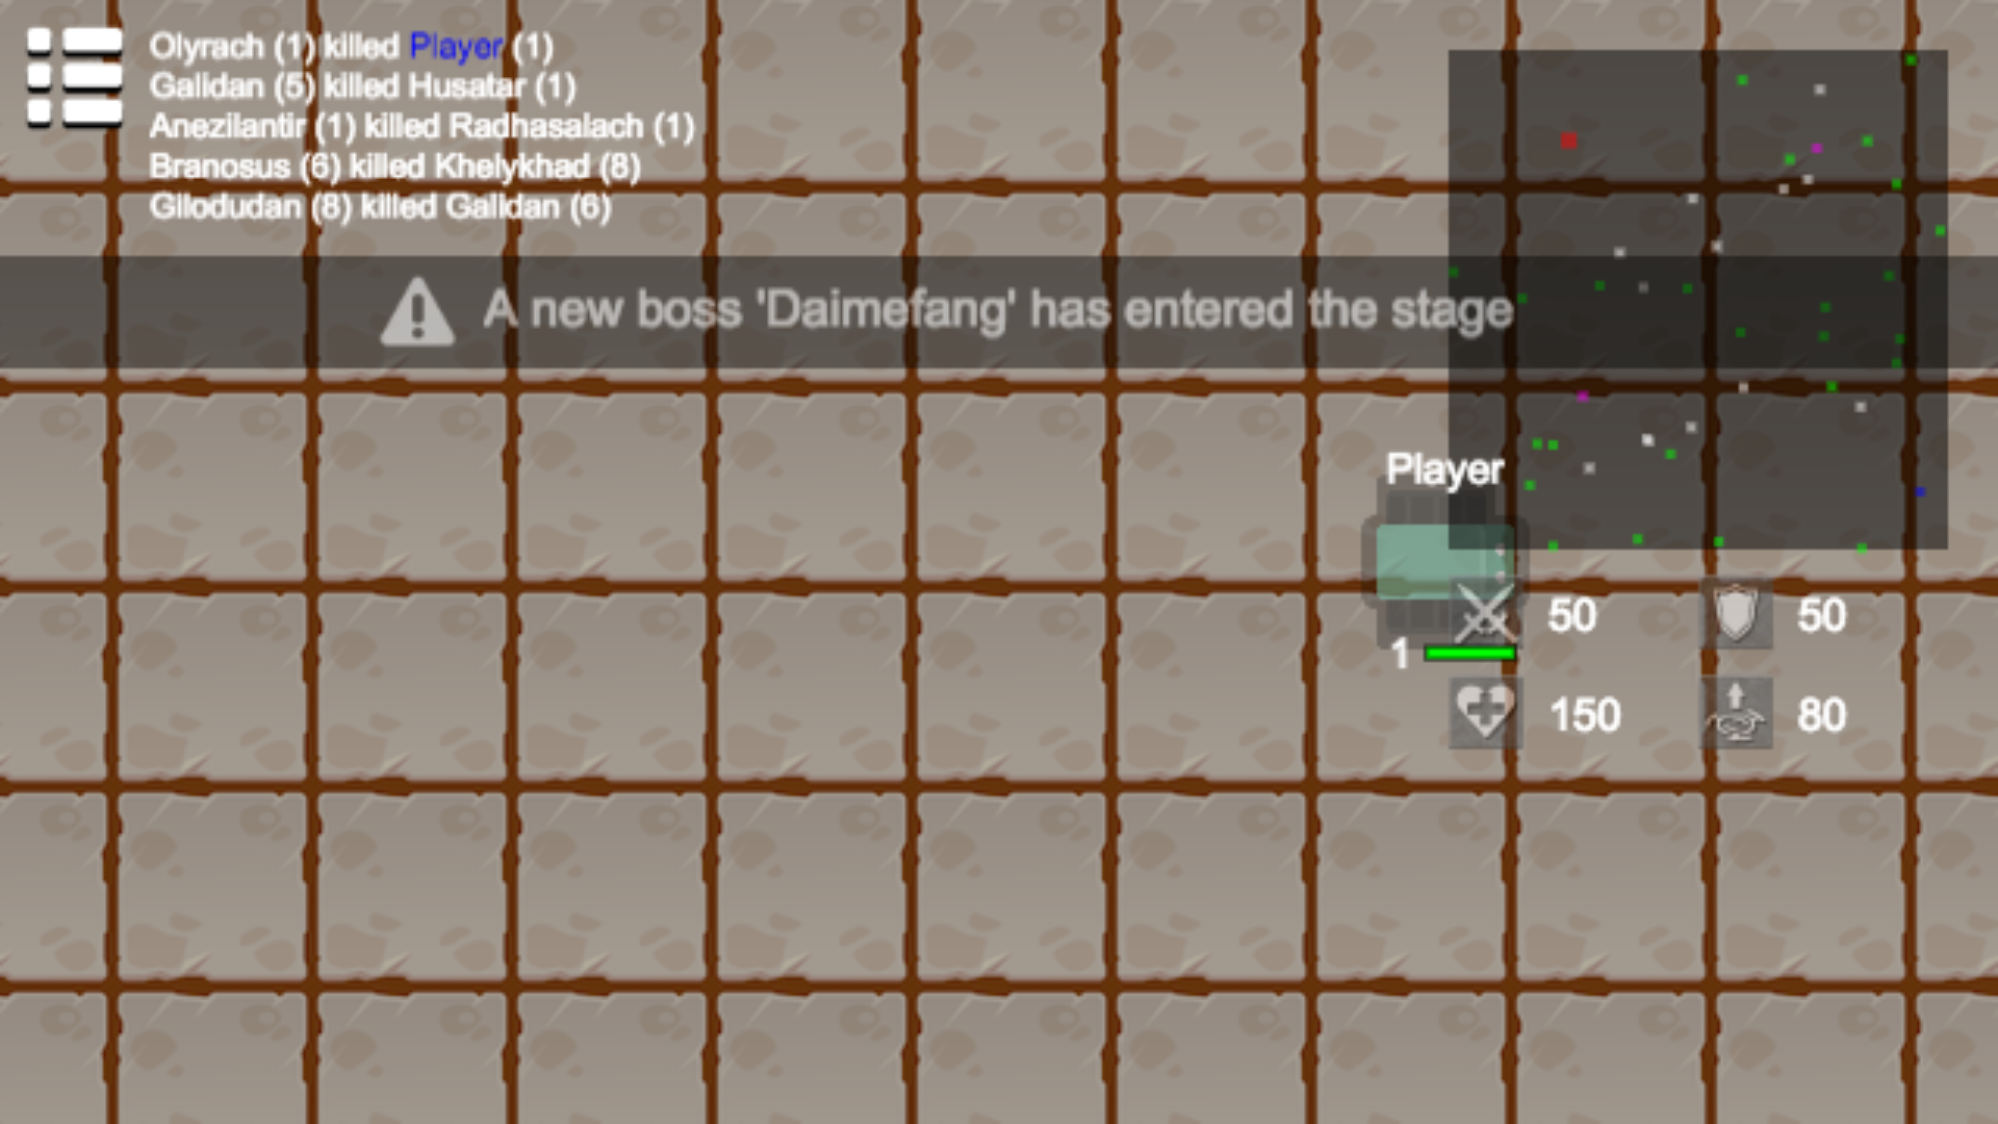 Olyrach (1) killed Player (1)
Galidan (5) killed Husatar (1)
Anezilantir (1) killed Radhasalach (1)
Branosus (6) killed Khelykhad (8)
Gilodudan (8) killed Galidan (6)
A new boss 'Daimefang' has entered the stage
Player
50
50
1
150
80